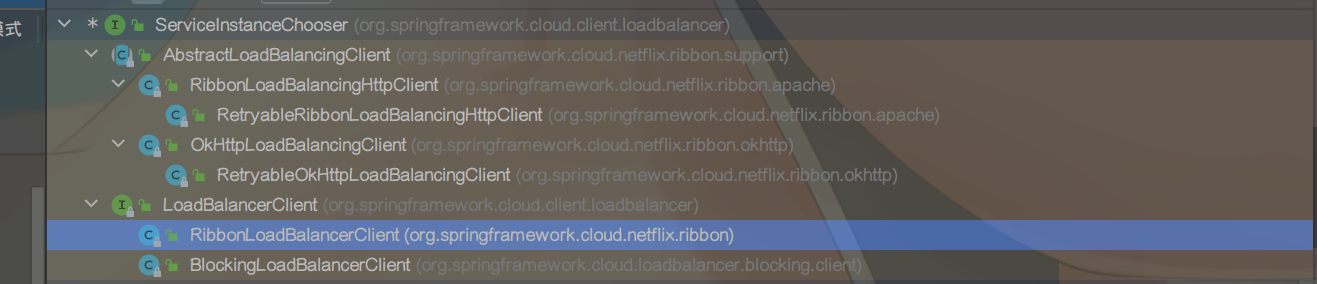 模式
* ServiceInstanceChooser (org.springframework.cloud.client.loadbalancer)
AbstractLoadBalancingClient (org.springframework.cloud.netflix.ribbon.support)
RibbonLoadBalancingHttpClient (org.springframework.cloud.netflix.ribbon.apache)
RetryableRibbonLoadBalancingHttpClient (org.springframework.cloud.netflix.ribbon.apache)
OkHttpLoadBalancingClient (org.springframework.cloud.netflix.ribbon.okhttp)
RetryableOkHttpLoadBalancingClient (org.springframework.cloud.netflix.ribbon.okhttp)
LoadBalancerClient (org.springframework.cloud.client.loadbalancer)
RibbonLoadBalancerClient (org.springframework.cloud.netflix.ribbon)
BlockingLoadBalancerClient (org.springframework.cloud.loadbalancer.blocking.client)